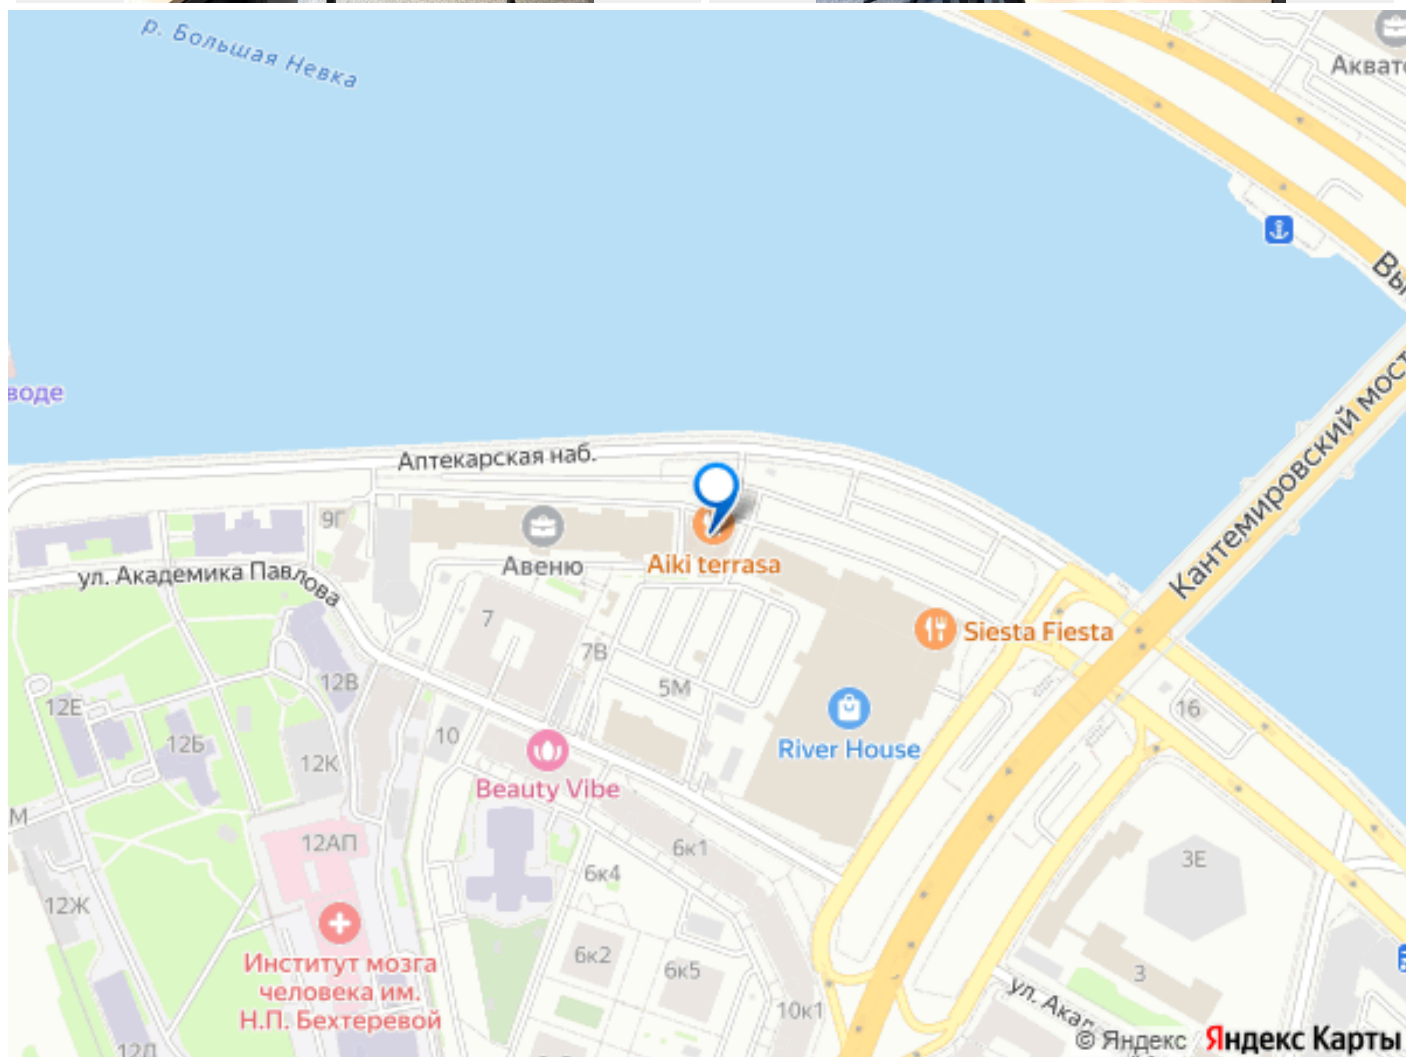 р. Большая Невка
Аквато
Вы
Кантемировский мост
воде
Аптекарская наб.
9Г
Авеню
Aiki terrasa
ул. Академика Павлова
7
7В
Siesta Fiesta
12В
5М
12Е
12Б
10
River House
16
12К
Beauty Vibe
М
12АП
6к1
3Е
6к4
12Ж
Институт мозга
человека им.
Н.П. Бехтеревой
6к2
6к5
3
10к1
ул. Ака
12Д
© Яндекс Яндекс Карты